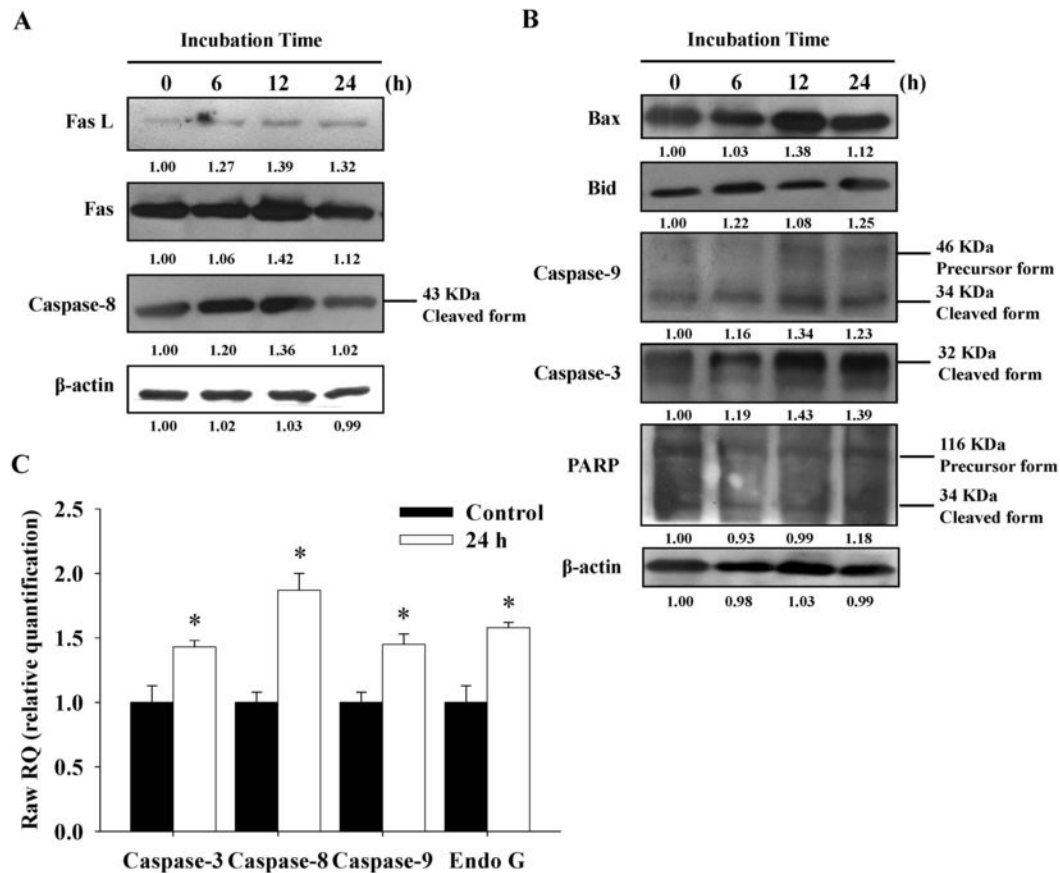 A
Incubation Time
0 6 12 24 (h)
Fas L
1.00 1.27 1.39 1.32
Fas
1.00 1.06 1.42 1.12
Caspase-8
43 KDa
Cleaved form
1.00 1.20 1.36 1.02
β-actin
1.00 1.02 1.03 0.99
B
Incubation Time
0 6 12 24 (h)
Bax
1.00 1.03 1.38 1.12
Bid
1.00 1.22 1.08 1.25
46 KDa
Precursor form
Caspase-9
34 KDa
Cleaved form
1.00 1.16 1.34 1.23
Caspase-3
32 KDa
Cleaved form
1.00 1.19 1.43 1.39
116 KDa
Precursor form
PARP
34 KDa
Cleaved form
1.00 0.93 0.99 1.18
β-actin
1.00 0.98 1.03 0.99
C
Raw RQ (relative quantification)
2.5
2.0
1.5
1.0
0.5
0.0
Control
24 h
* * * *
Caspase-3 Caspase-8 Caspase-9 Endo G